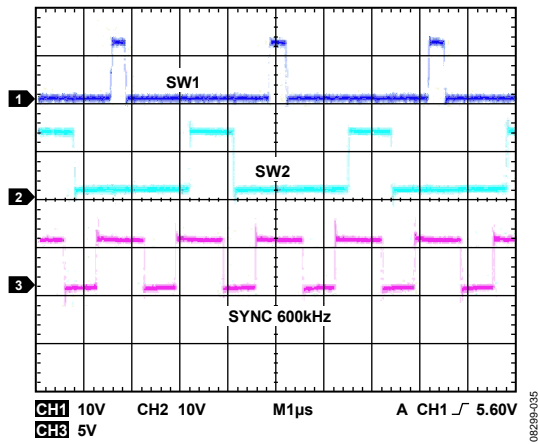 SW1
1
SW2
2
3
SYNC 600kHz
CH1 10V CH2 10V M1µs A CH1 5.60V
CH3 5V
08299-035